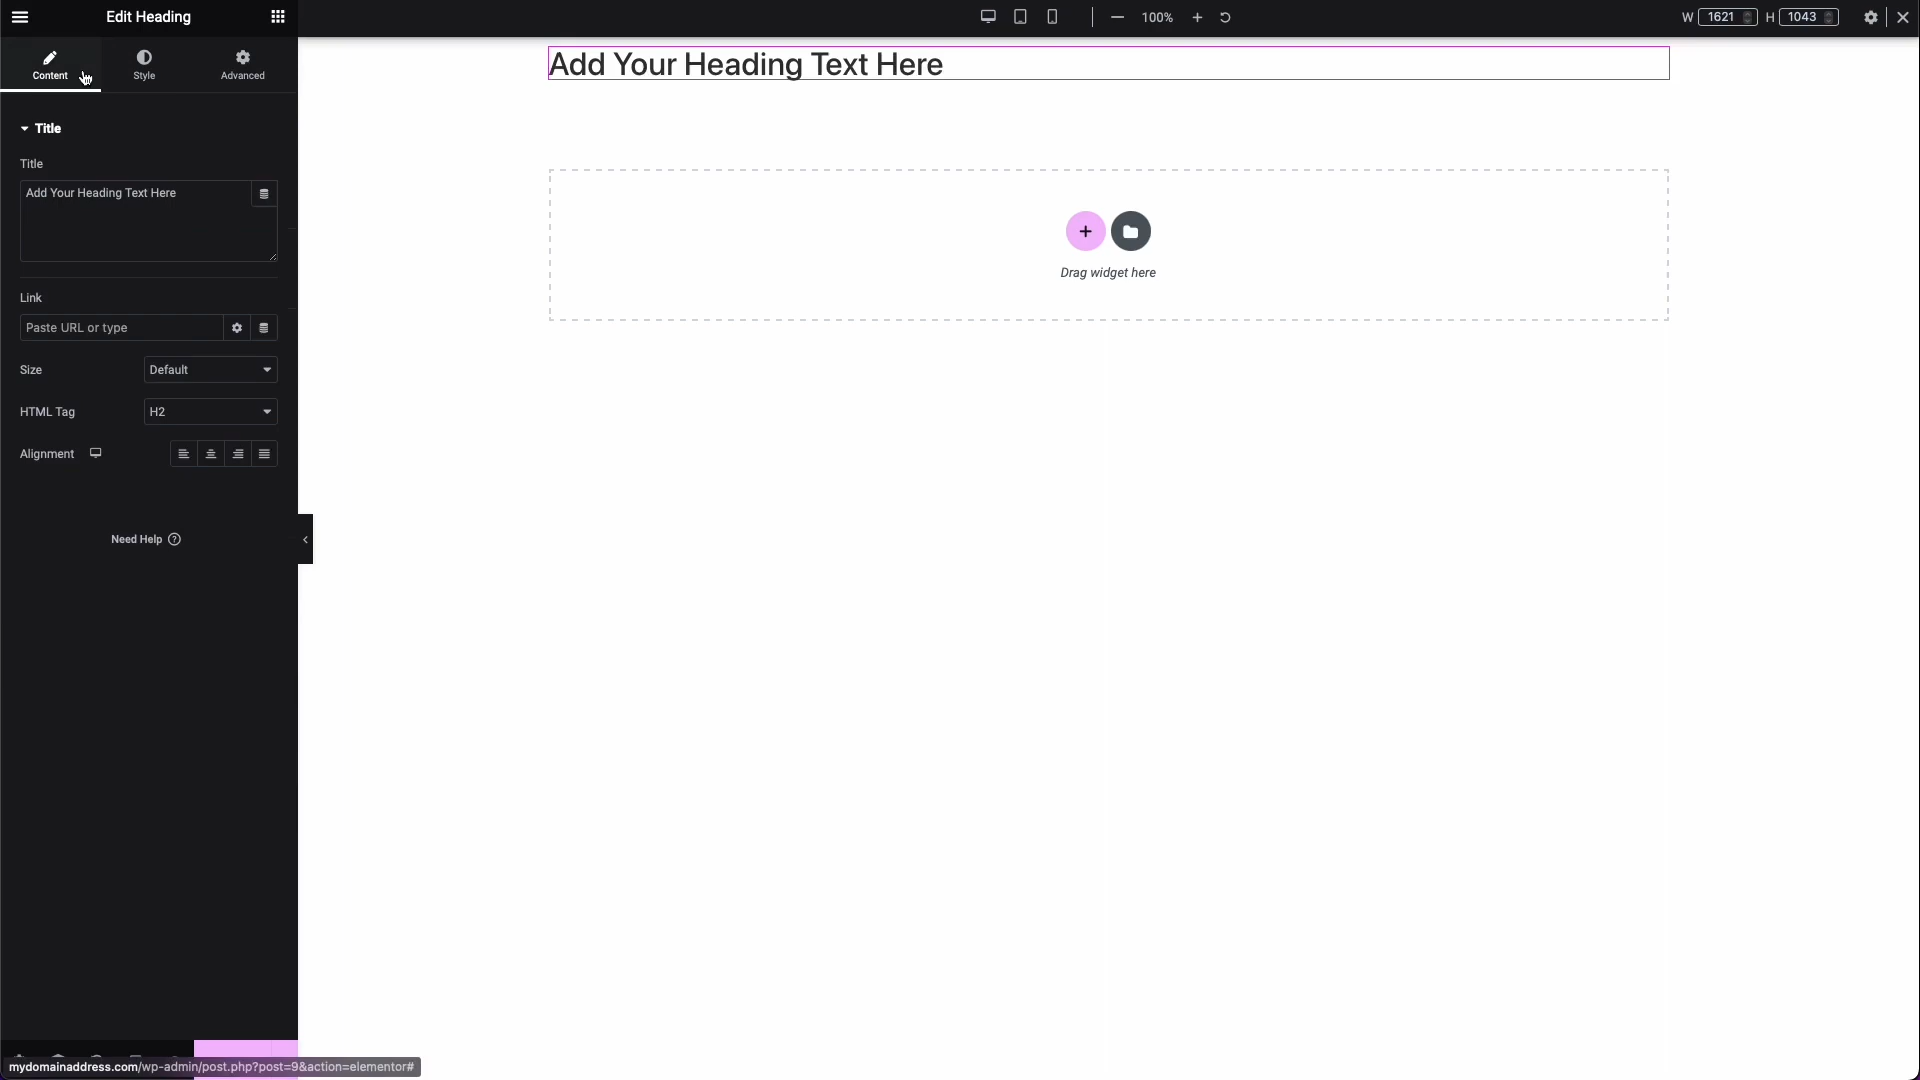 Edit Heading
100%
W 1621 H 1043
Content
Style
Advanced
Title
Title
Add Your Heading Text Here
Link
Paste URL or type
Size
Default
HTML Tag
H2
Alignment
Need Help
Add Your Heading Text Here
Drag widget here
mydomainaddress.com/wp-admin/post.php?post=9&action=elementor#